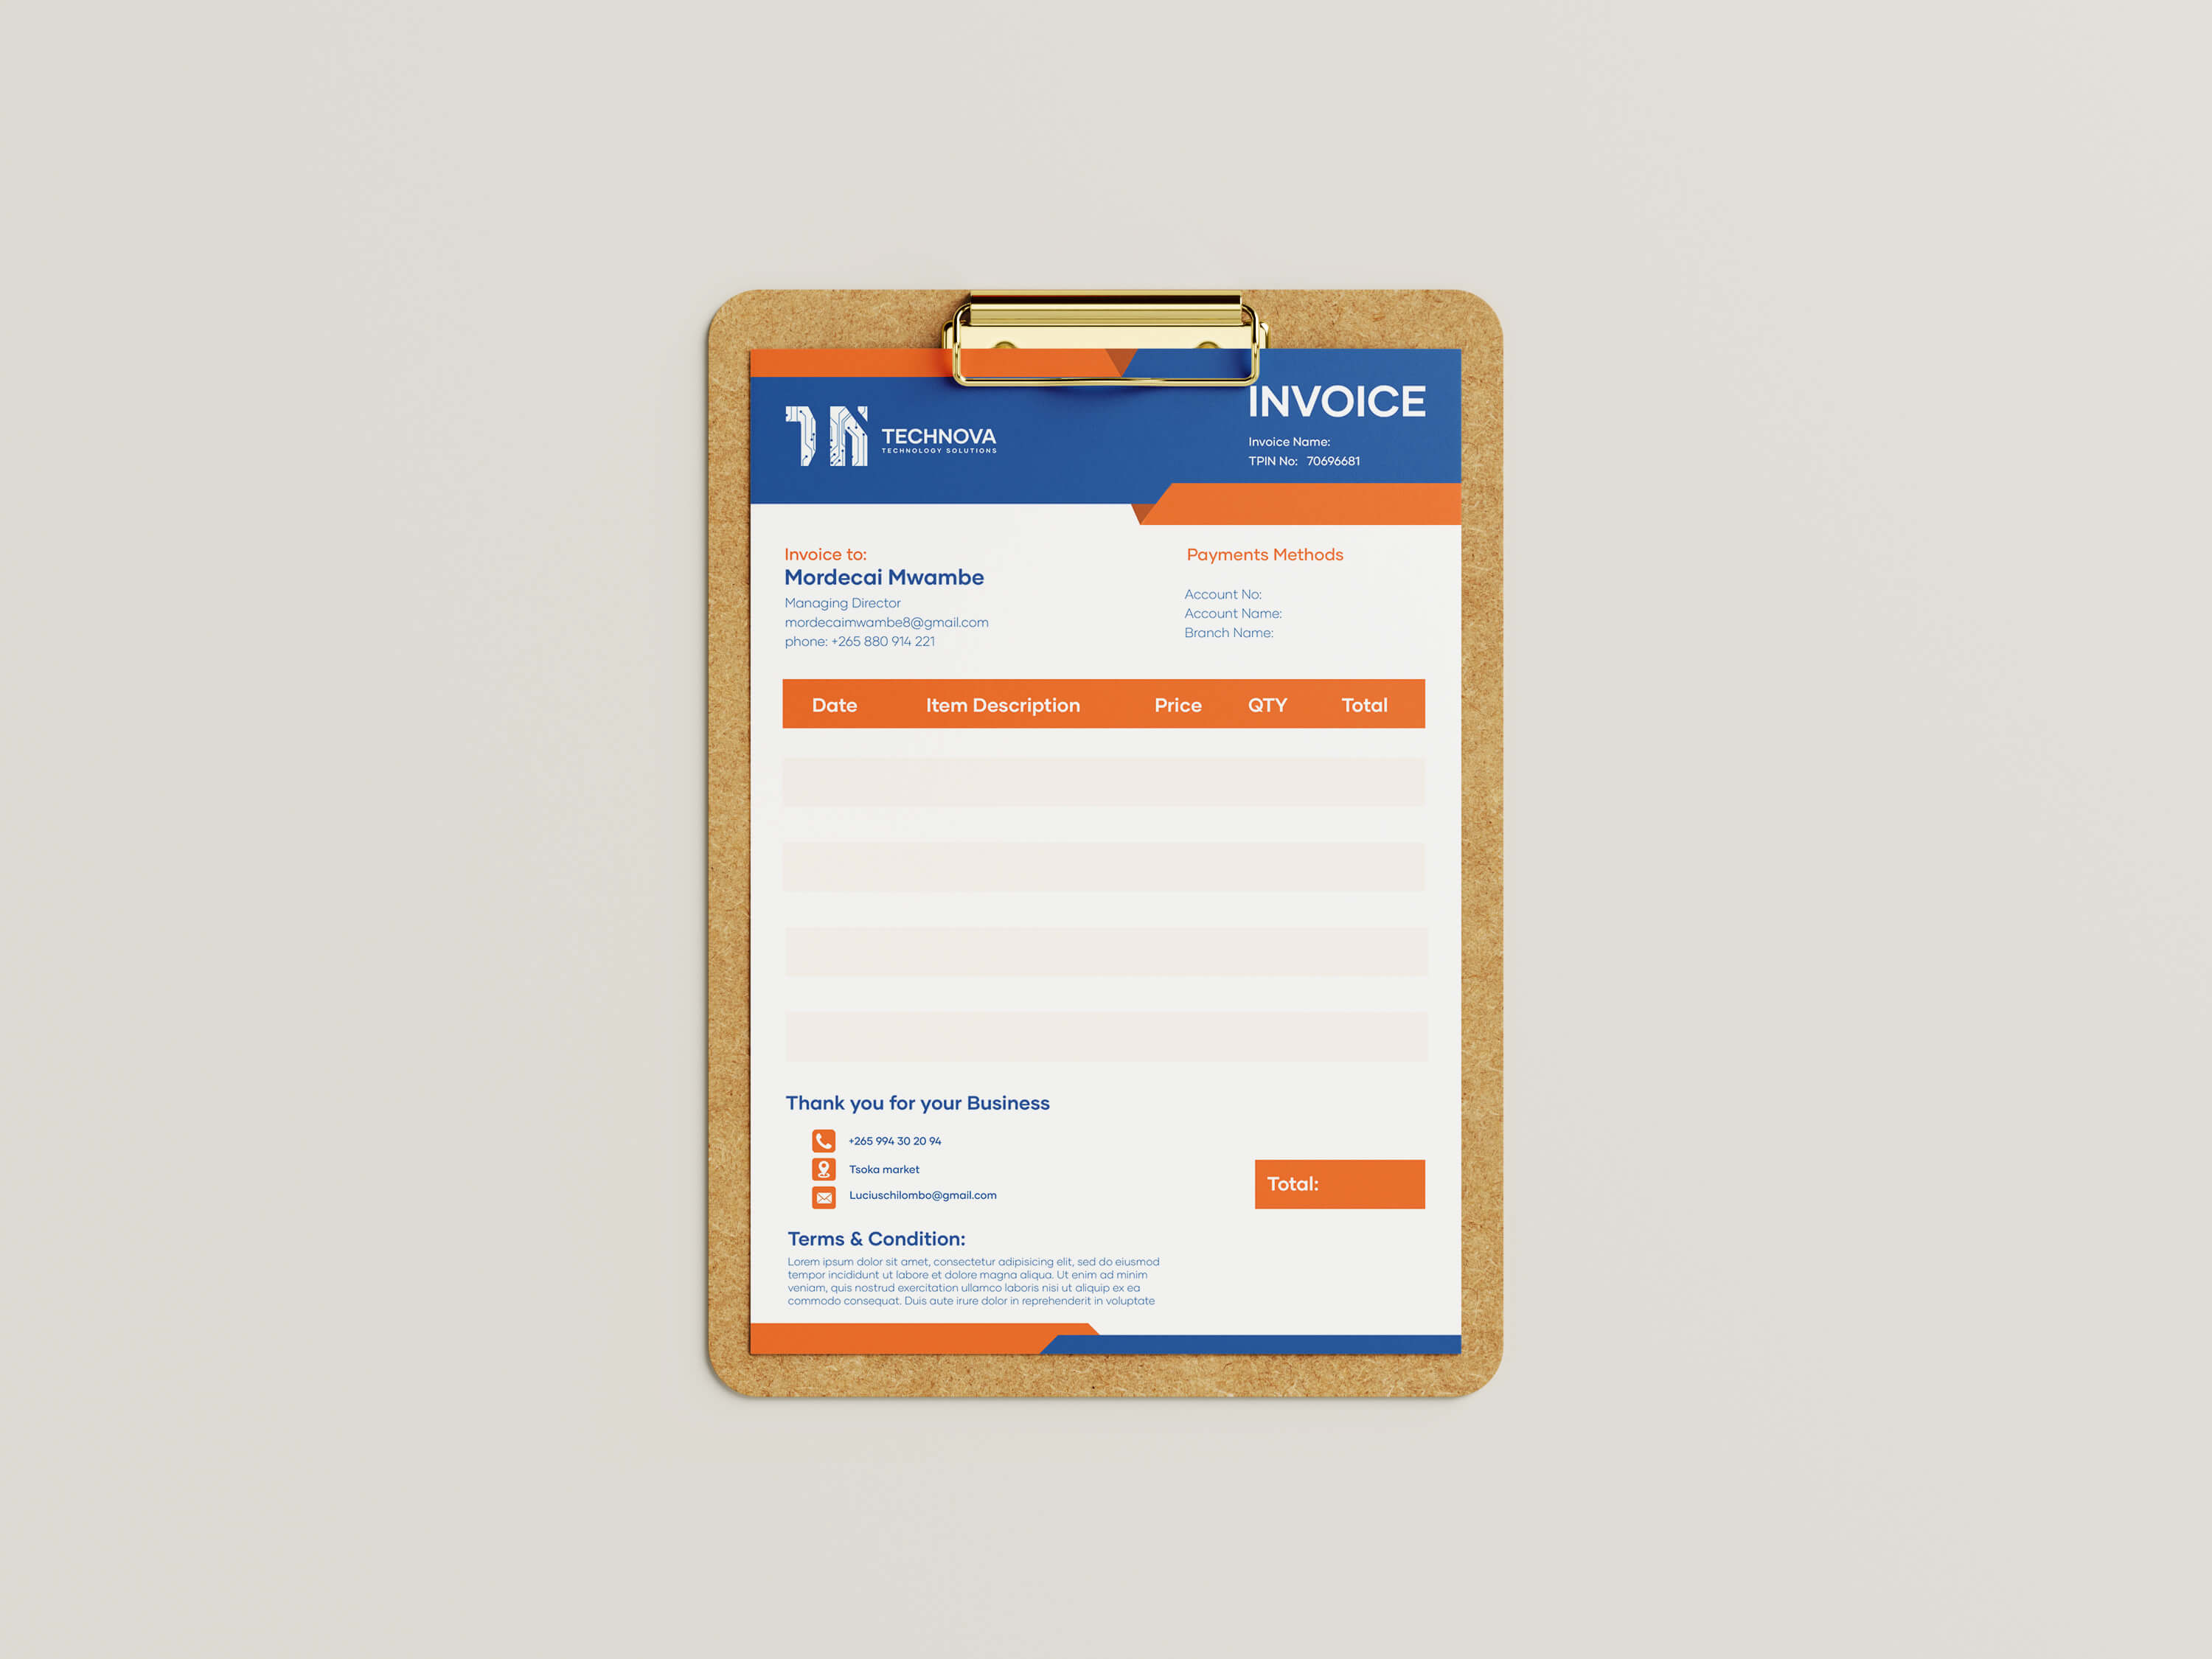 INVOICE
Invoice Name:
TPIN No: 70696681
TN
TECHNOVA
TECHNOLOGY SOLUTIONS
Invoice to:
Mordecai Mwambe
Managing Director
mordecaimwambe8@gmail.com
phone: +265 880 914 221
Payments Methods
Account No:
Account Name:
Branch Name:
Date Item Description Price QTY Total
Thank you for your Business
+265 994 30 20 94
Tsoka market
Luciuschilombo@gmail.com
Total:
Terms & Condition:
Lorem ipsum dolor sit amet, consectetur adipisicing elit, sed do eiusmod
tempor incididunt ut labore et dolore magna aliqua. Ut enim ad minim
veniam, quis nostrud exercitation ullamco laboris nisi ut aliquip ex ea
commodo consequat. Duis aute irure dolor in reprehenderit in voluptate